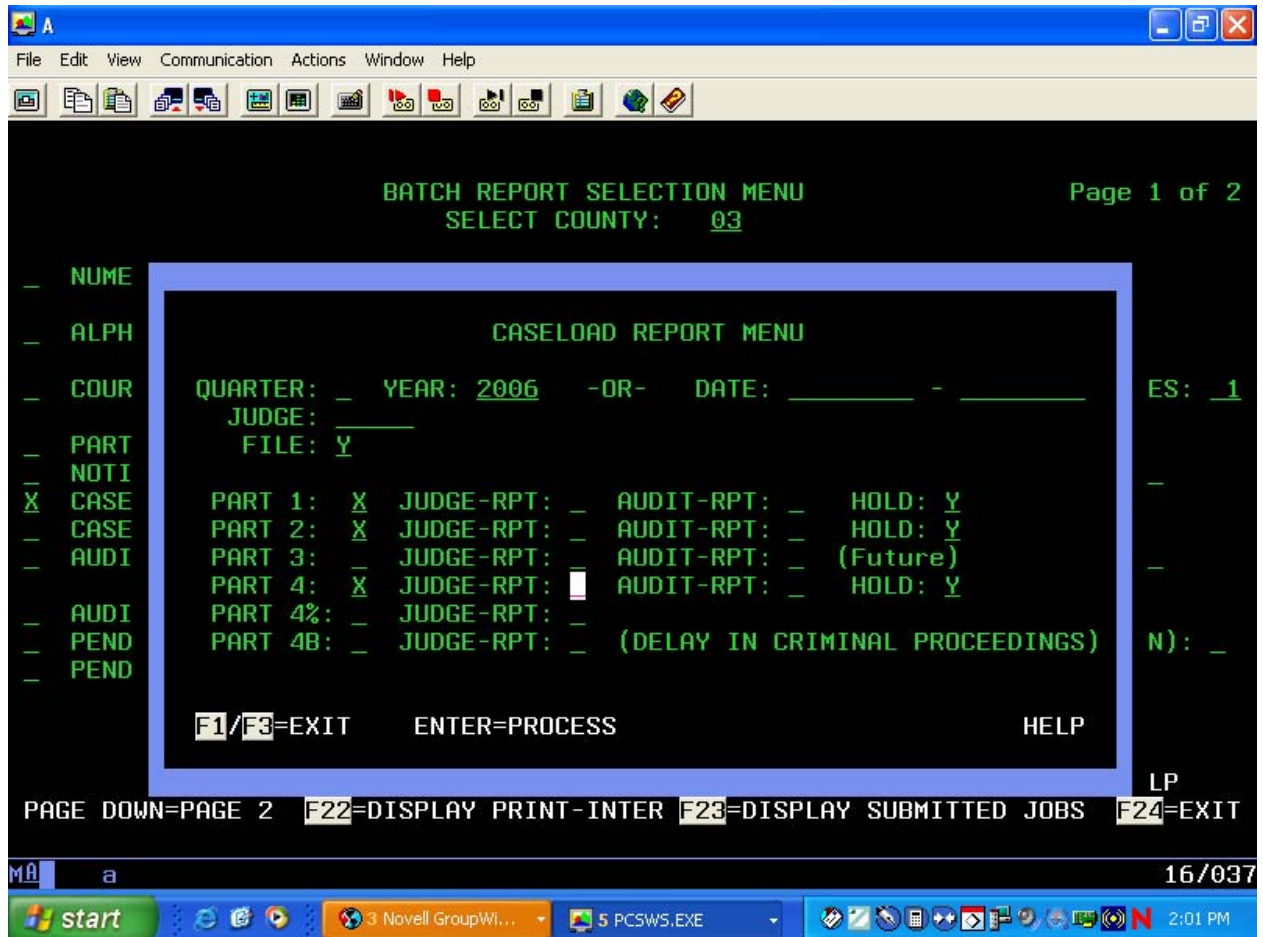 A
File Edit View Communication Actions Window Help
BATCH REPORT SELECTION MENU Page 1 of 2
SELECT COUNTY: 03
_ NUME
_ ALPH CASELOAD REPORT MENU
_ COUR QUARTER: _ YEAR: 2006 -OR- DATE: ________ - ________ ES: _1
JUDGE: _____
_ PART FILE: Y
_ NOTI _
X CASE PART 1: X JUDGE-RPT: _ AUDIT-RPT: _ HOLD: Y
_ CASE PART 2: X JUDGE-RPT: _ AUDIT-RPT: _ HOLD: Y
_ AUDI PART 3: _ JUDGE-RPT: _ AUDIT-RPT: _ (Future) _
PART 4: X JUDGE-RPT: _ AUDIT-RPT: _ HOLD: Y
_ AUDI PART 4%: _ JUDGE-RPT: _
_ PEND PART 4B: _ JUDGE-RPT: _ (DELAY IN CRIMINAL PROCEEDINGS) N): _
_ PEND
F1/F3=EXIT ENTER=PROCESS HELP
LP
PAGE DOWN=PAGE 2 F22=DISPLAY PRINT-INTER F23=DISPLAY SUBMITTED JOBS F24=EXIT
MA a 16/037
start 3 Novell GroupWi... 5 PCSWS.EXE N 2:01 PM